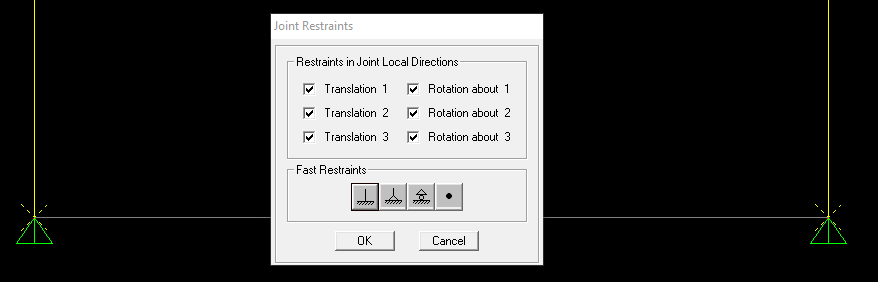 Joint Restraints
Restraints in Joint Local Directions
Translation 1 Rotation about 1
Translation 2 Rotation about 2
Translation 3 Rotation about 3
Fast Restraints
OK Cancel